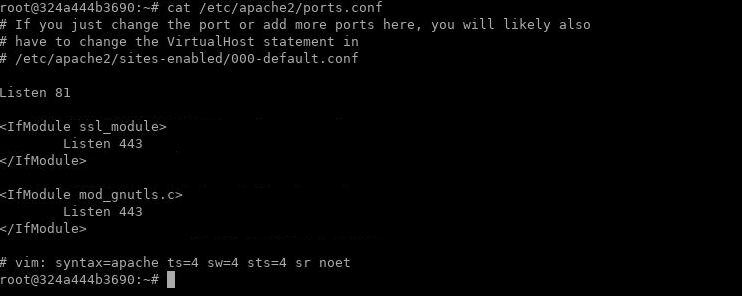 root@324a444b3690:~# cat /etc/apache2/ports.conf
# If you just change the port or add more ports here, you will likely also
# have to change the VirtualHost statement in
# /etc/apache2/sites-enabled/000-default.conf
Listen 81
<IfModule ssl_module>
Listen 443
</IfModule>
<IfModule mod_gnutls.c>
Listen 443
</IfModule>
# vim: syntax=apache ts=4 sw=4 sts=4 sr noet
root@324a444b3690:~#